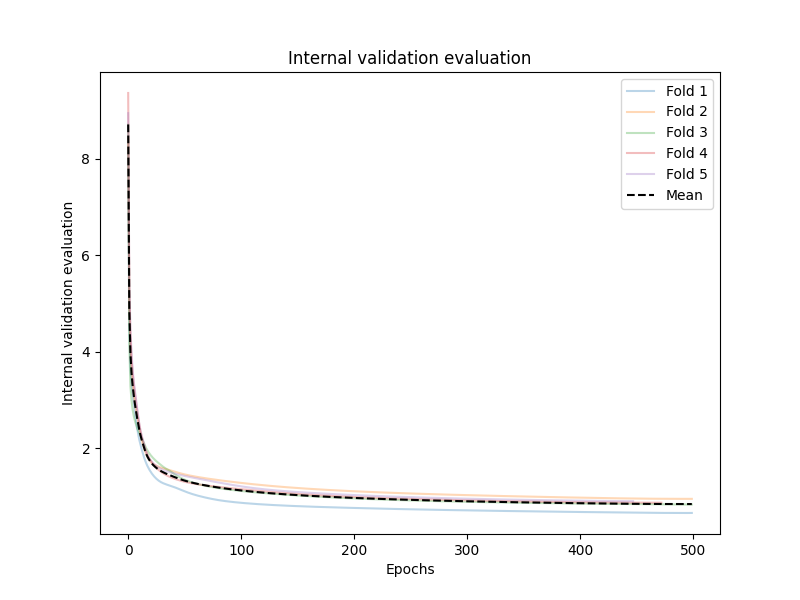 Internal validation evaluation
Fold 1
Fold 2
Fold 3
Fold 4
Fold 5
Mean
Internal validation evaluation
8
6
4
2
0 100 200 300 400 500
Epochs